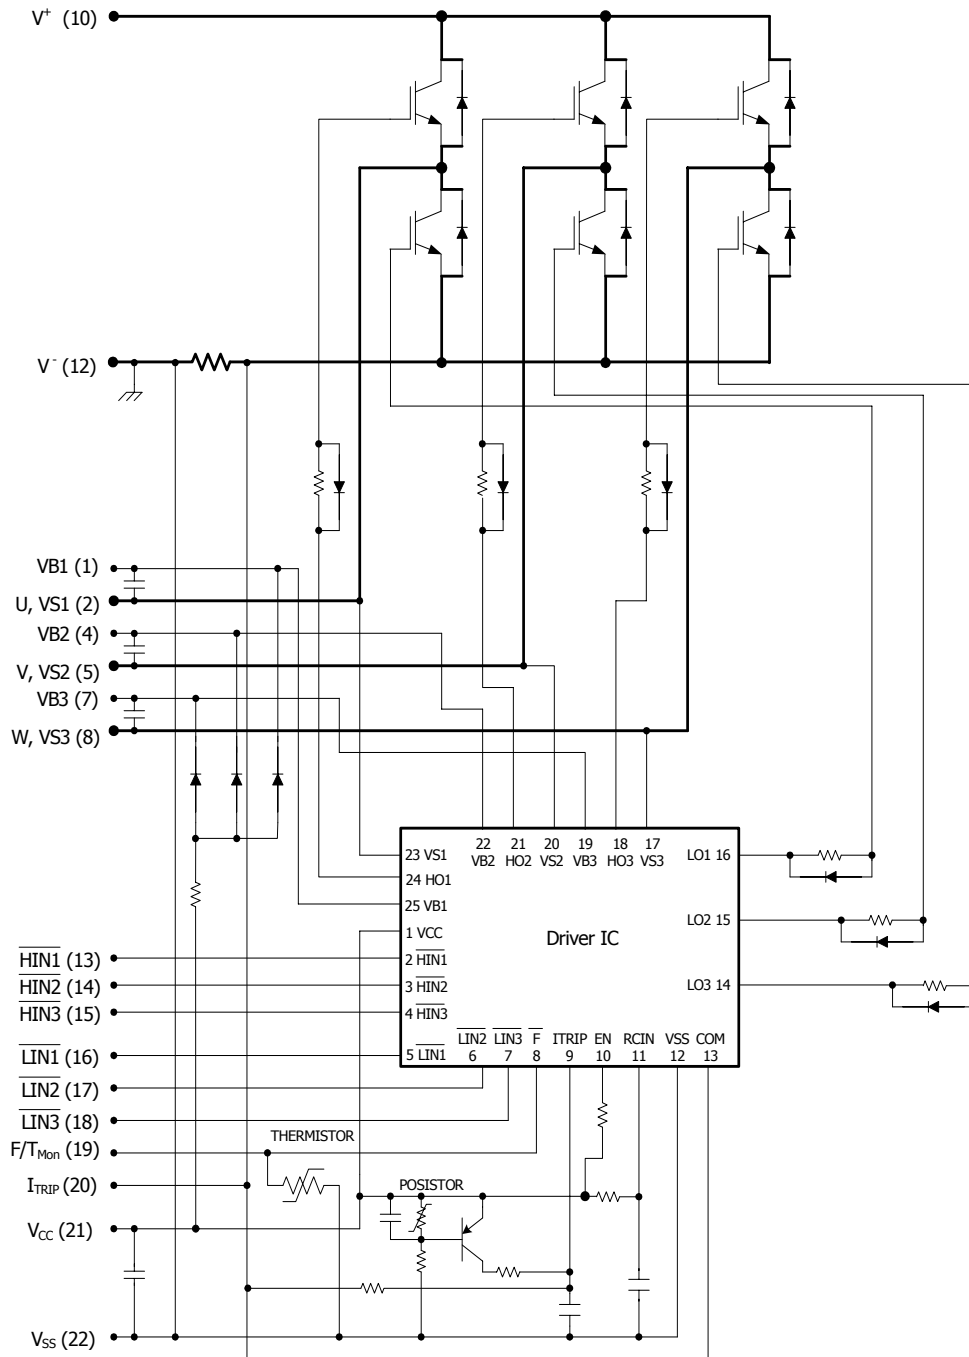 V+ (10)
V- (12)
VB1 (1)
U, VS1 (2)
VB2 (4)
V, VS2 (5)
VB3 (7)
W, VS3 (8)
22 21 20 19 18 17
VB2 HO2 VS2 VB3 HO3 VS3
23 VS1
LO1 16
24 HO1
25 VB1
LO2 15
1 VCC
Driver IC
HIN1 (13)
2 HIN1
HIN2 (14)
3 HIN2
LO3 14
HIN3 (15)
4 HIN3
LIN2 LIN3 F ITRIP EN RCIN VSS COM
LIN1 (16)
5 LIN1
6 7 8 9 10 11 12 13
LIN2 (17)
LIN3 (18)
THERMISTOR
F/TMon (19)
ITRIP (20)
POSISTOR
VCC (21)
VSS (22)